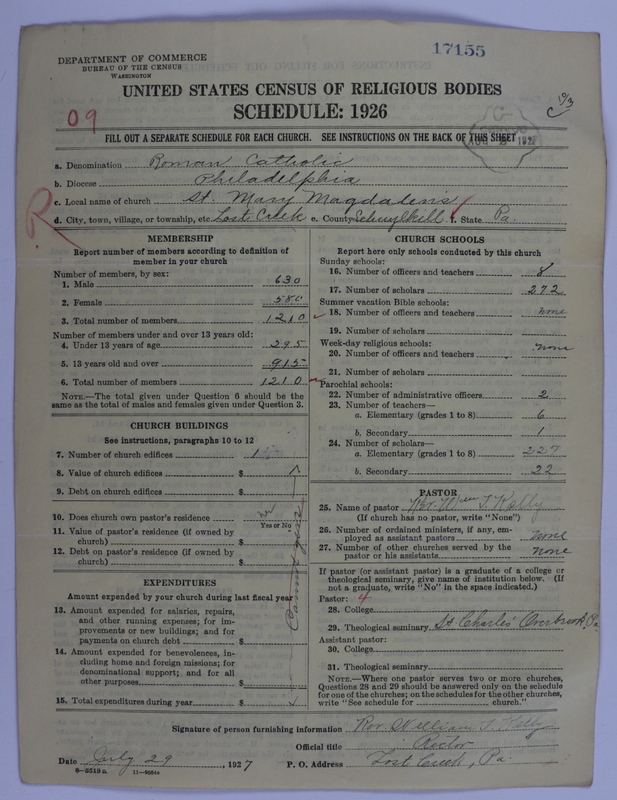 17155
DEPARTMENT OF COMMERCE
BUREAU OF THE CENSUS
WASHINGTON
UNITED STATES CENSUS OF RELIGIOUS BODIES
SCHEDULE: 1926
09
FILL OUT A SEPARATE SCHEDULE FOR EACH CHURCH. SEE INSTRUCTIONS ON THE BACK OF THIS SHEET
a. Denomination Roman Catholic
b. Diocese Philadelphia
c. Local name of church St. Mary Magdalen's
d. City, town, village, or township, etc. Lost Creek e. County Schuylkill f. State Pa.
R
MEMBERSHIP
Report number of members according to definition of
member in your church
Number of members, by sex:
1. Male 630
2. Female 580
3. Total number of members 1210
Number of members under and over 13 years old:
4. Under 13 years of age 295
5. 13 years old and over 915
6. Total number of members 1210
NOTE.—The total given under Question 6 should be
same as the total of males and females given under Question 3.
CHURCH BUILDINGS
See instructions, paragraphs 10 to 12
7. Number of church edifices 1
8. Value of church edifices $
9. Debt on church edifices $
10. Does church own pastor's residence
Yes or No
11. Value of pastor's residence (if owned by
church) $
12. Debt on pastor's residence (if owned by
church) $
EXPENDITURES
Amount expended by your church during last fiscal year
13. Amount expended for salaries, repairs,
and other running expenses; for im-
provements or new buildings; and for
payments on church debt $
14. Amount expended for benevolences, in-
cluding home and foreign missions; for
denominational support; and for all
other purposes $
15. Total expenditures during year $
CHURCH SCHOOLS
Report here only schools conducted by this church
Sunday schools:
16. Number of officers and teachers 8
17. Number of scholars 272
Summer vacation Bible schools:
18. Number of officers and teachers none
19. Number of scholars
Week-day religious schools:
20. Number of officers and teachers none
21. Number of scholars
Parochial schools:
22. Number of administrative officers 2
23. Number of teachers—
a. Elementary (grades 1 to 8) 6
b. Secondary 1
24. Number of scholars—
a. Elementary (grades 1 to 8) 227
b. Secondary 22
PASTOR
25. Name of pastor Rev. Wm T. Kelly
(If church has no pastor, write "None")
26. Number of ordained ministers, if any, em-
ployed as assistant pastors none
27. Number of other churches served by the
pastor or his assistants none
If pastor (or assistant pastor) is a graduate of a college or
theological seminary, give name of institution below. (If
not a graduate, write "No" in the space indicated.)
Pastor: 4
28. College
29. Theological seminary St Charles' Overbrook, Pa
Assistant pastor:
30. College
31. Theological seminary
NOTE.—Where one pastor serves two or more churches,
Questions 28 and 29 should be answered only on the schedule
for one of the churches; on the schedules for the other churches,
write "See schedule for church."
Signature of person furnishing information Rev. William T. Kelly
Official title Rector
Date July 29, 1927 P. O. Address Lost Creek, Pa.